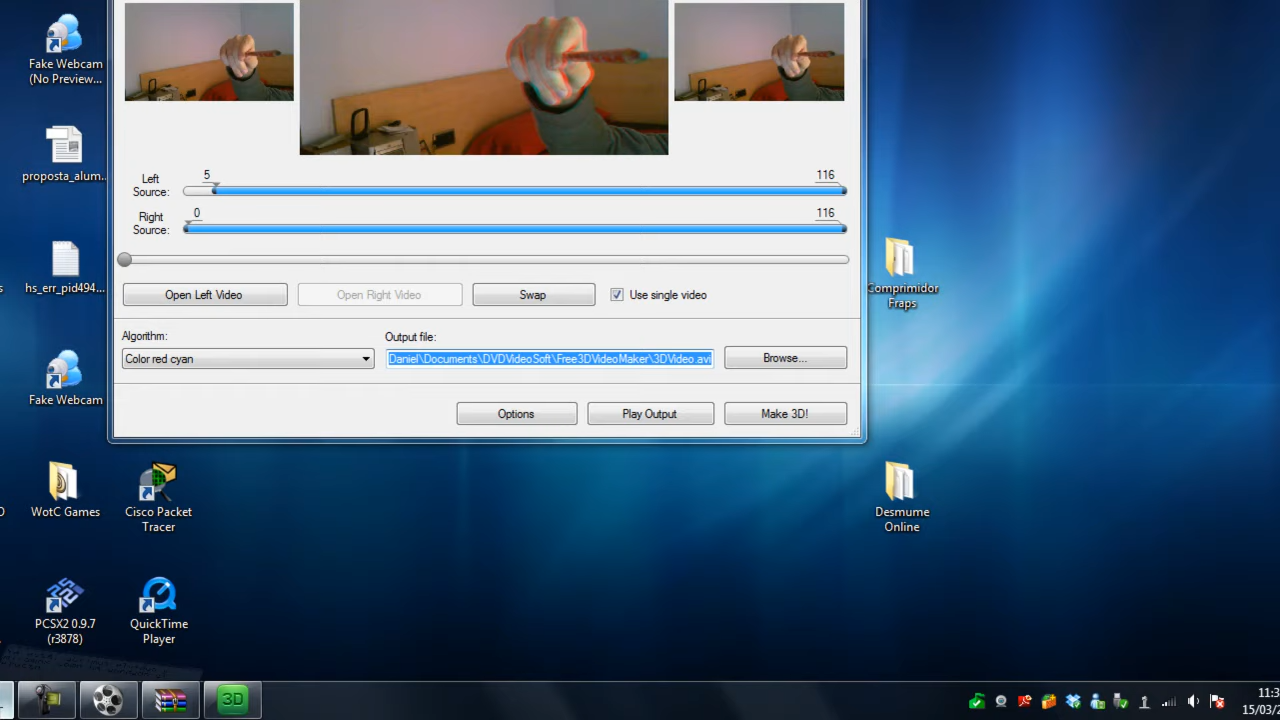 Fake Webcam
(No Preview...
proposta_alum...
hs_err_pid494...
Fake Webcam
WotC Games
Cisco Packet
Tracer
PCSX2 0.9.7
(r3878)
QuickTime
Player
Left
Source:
5
116
Right
Source:
0
116
Open Left Video
Open Right Video
Swap
Use single video
Algorithm:
Color red cyan
Output file:
Daniel\Documents\DVDVideoSoft\Free3DVideoMaker\3DVideo.avi
Browse...
Options
Play Output
Make 3D!
Comprimidor
Fraps
Desmume
Online
3D
11:3
15/03/2